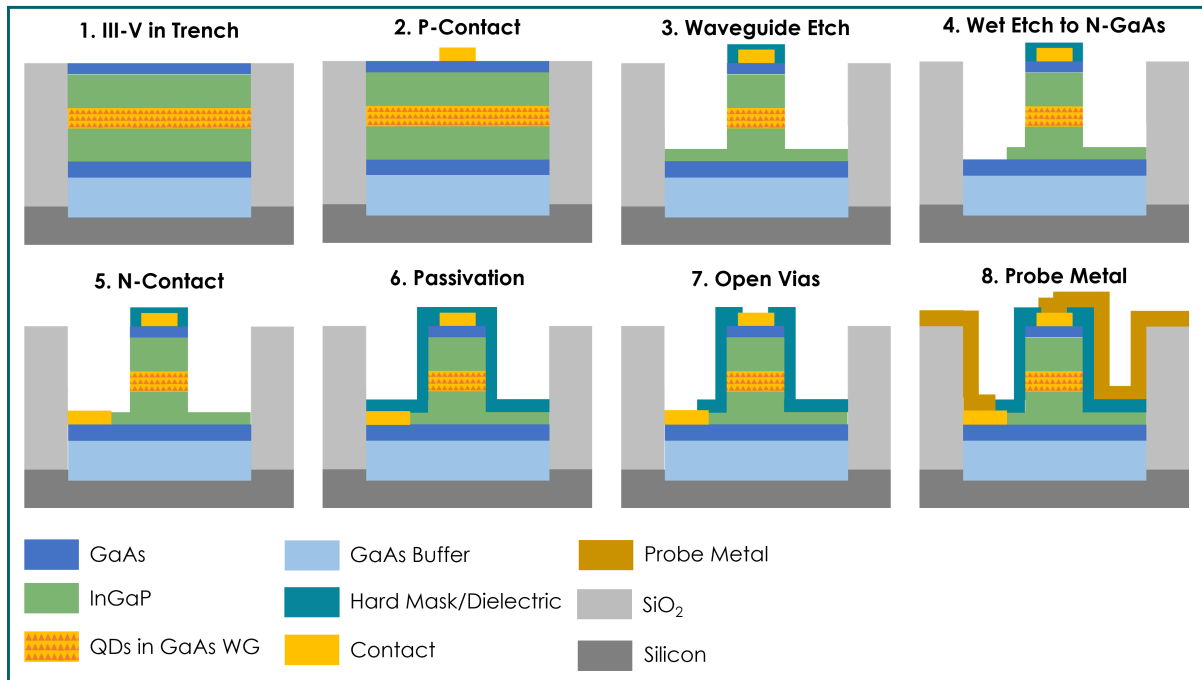 1. III-V in Trench
2. P-Contact
3. Waveguide Etch
4. Wet Etch to N-GaAs
5. N-Contact
6. Passivation
7. Open Vias
8. Probe Metal
GaAs
GaAs Buffer
Probe Metal
InGaP
Hard Mask/Dielectric
SiO₂
QDs in GaAs WG
Contact
Silicon